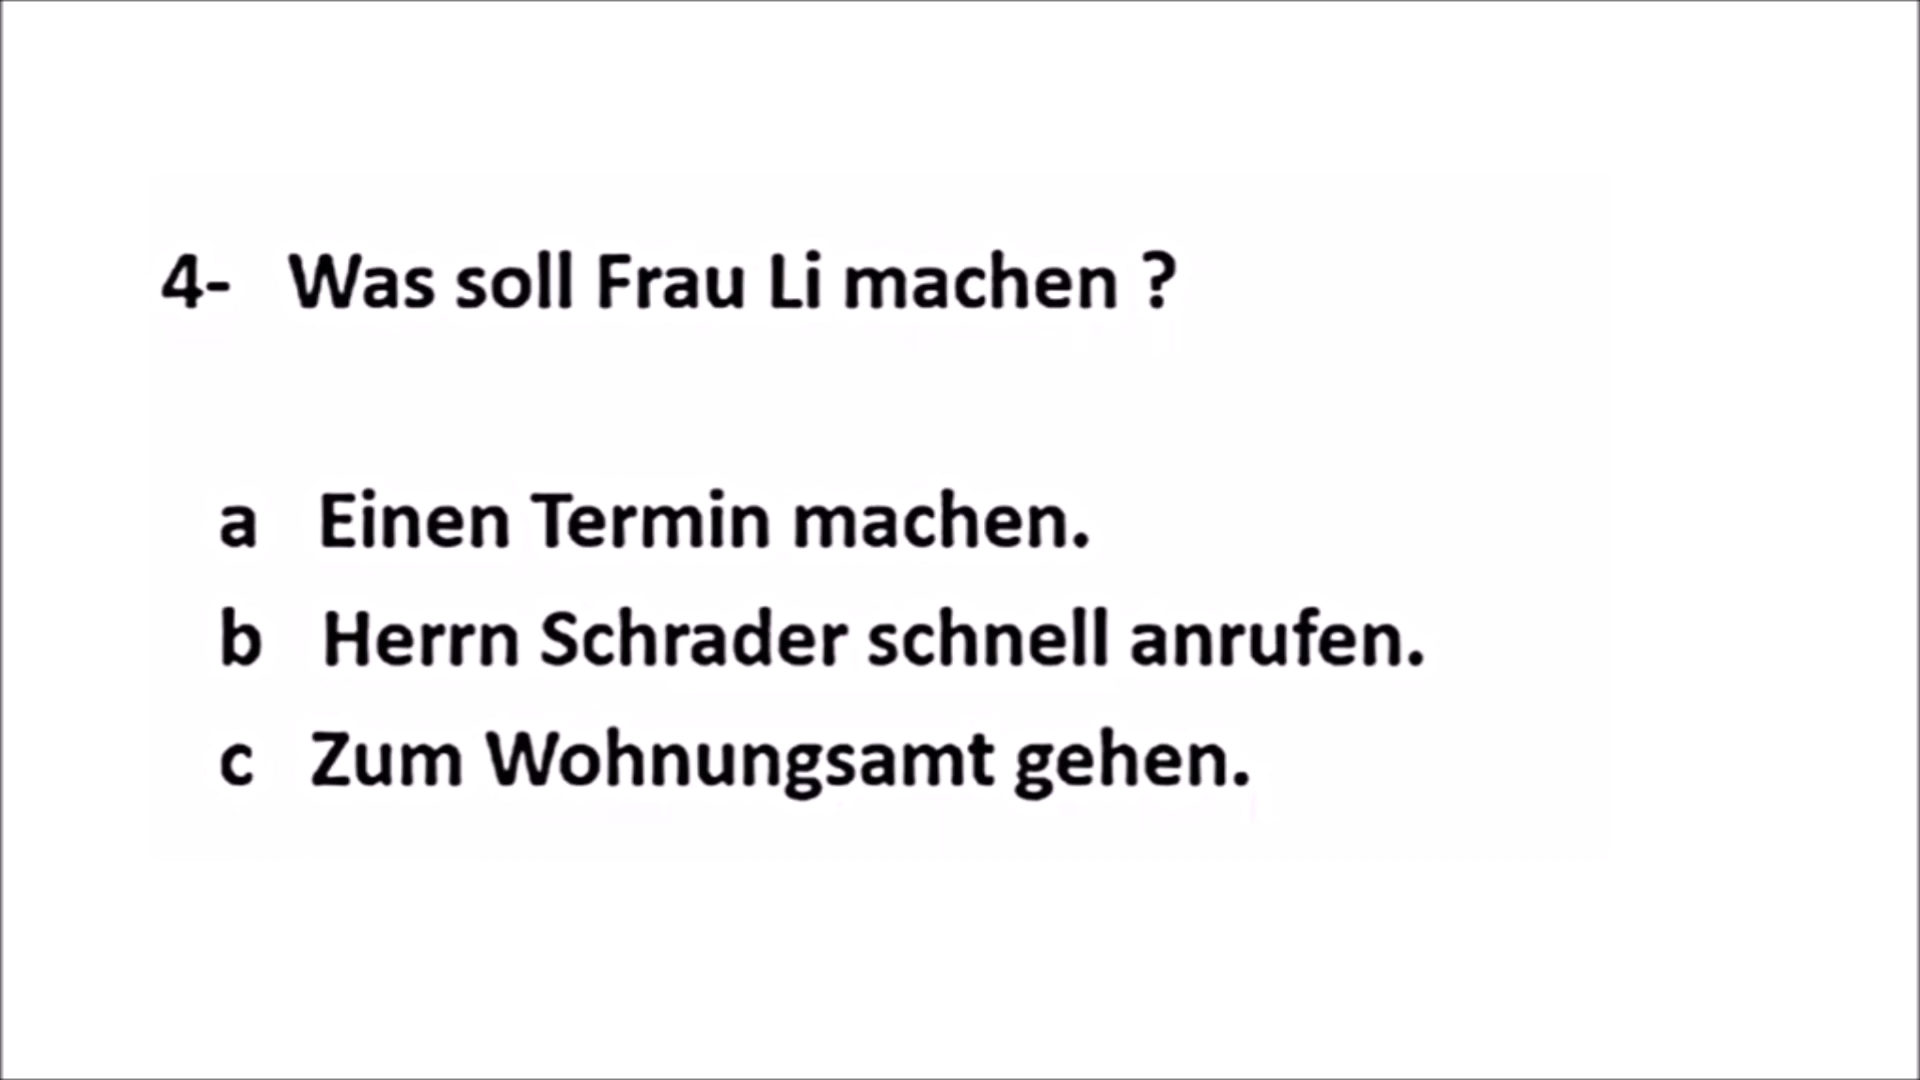 4- Was soll Frau Li machen ?
a Einen Termin machen.
b Herrn Schrader schnell anrufen.
c Zum Wohnungsamt gehen.